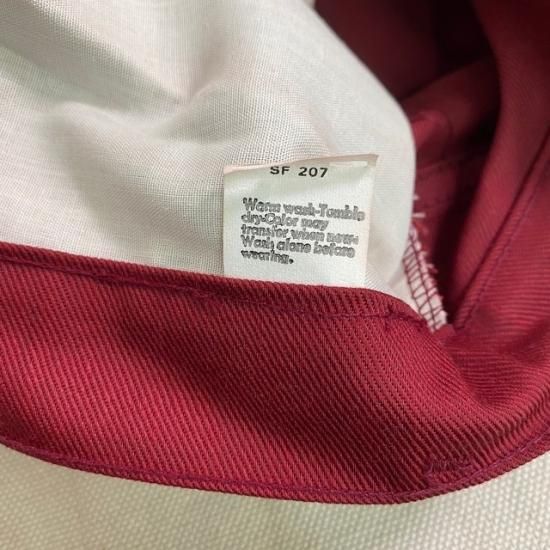 SF 207
Warm wash-Tumble
dry-Color may
transfer when new-
Wash alone before
wearing.